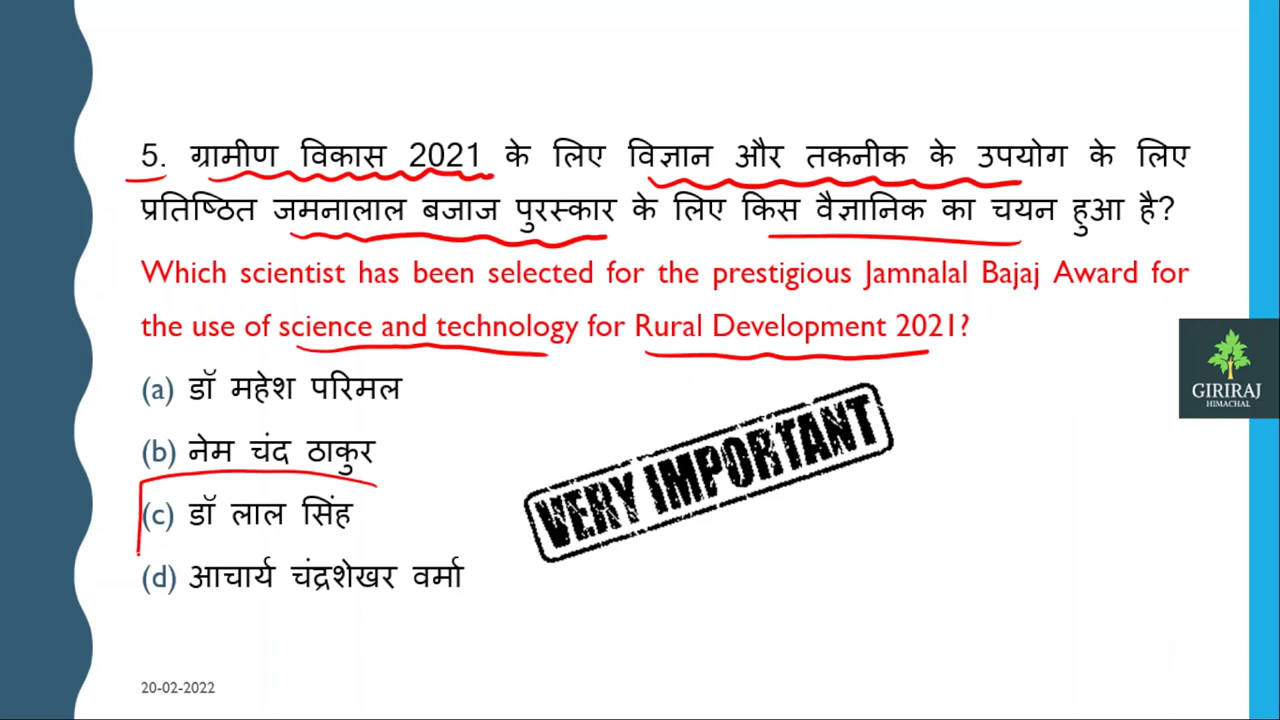 5. ग्रामीण विकास 2021 के लिए विज्ञान और तकनीक के उपयोग के लिए
प्रतिष्ठित जमनालाल बजाज पुरस्कार के लिए किस वैज्ञानिक का चयन हुआ है?
Which scientist has been selected for the prestigious Jamnalal Bajaj Award for
the use of science and technology for Rural Development 2021?
(a) डॉ महेश परिमल
(b) नेम चंद ठाकुर
(c) डॉ लाल सिंह
(d) आचार्य चंद्रशेखर वर्मा
VERY IMPORTANT
GIRIRAJ
HIMACHAL
20-02-2022